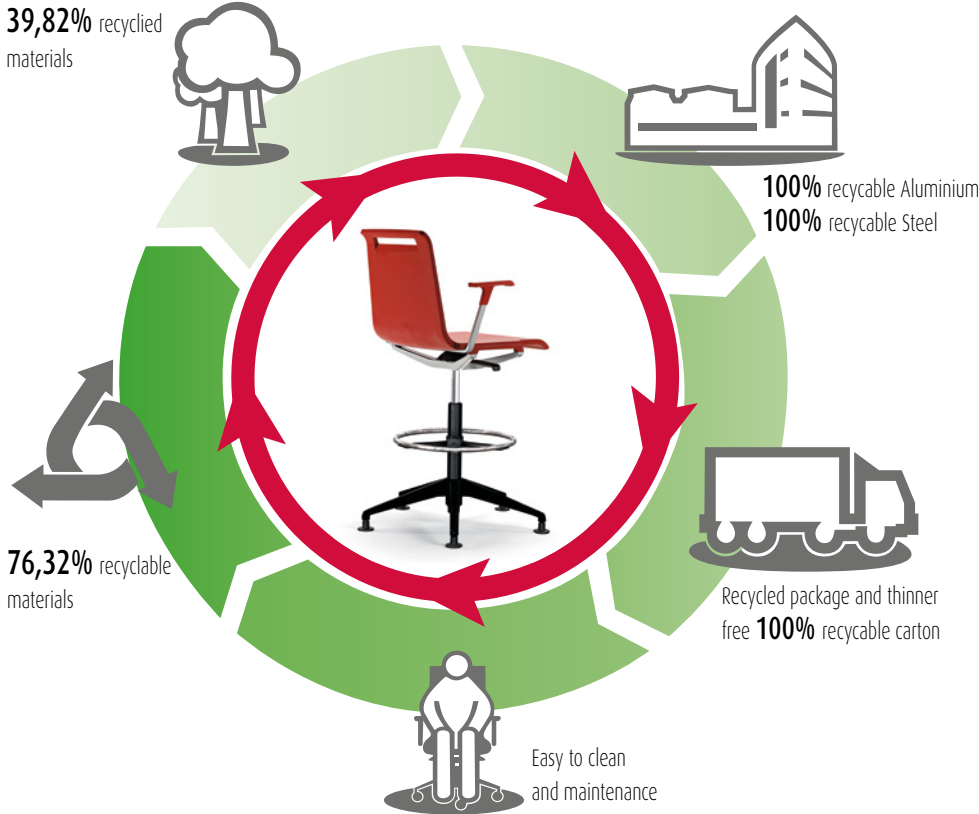 39,82% recyclied
materials
100% recycable Aluminium
100% recycable Steel
Recycled package and thinner
free 100% recycable carton
Easy to clean
and maintenance
76,32% recyclable
materials